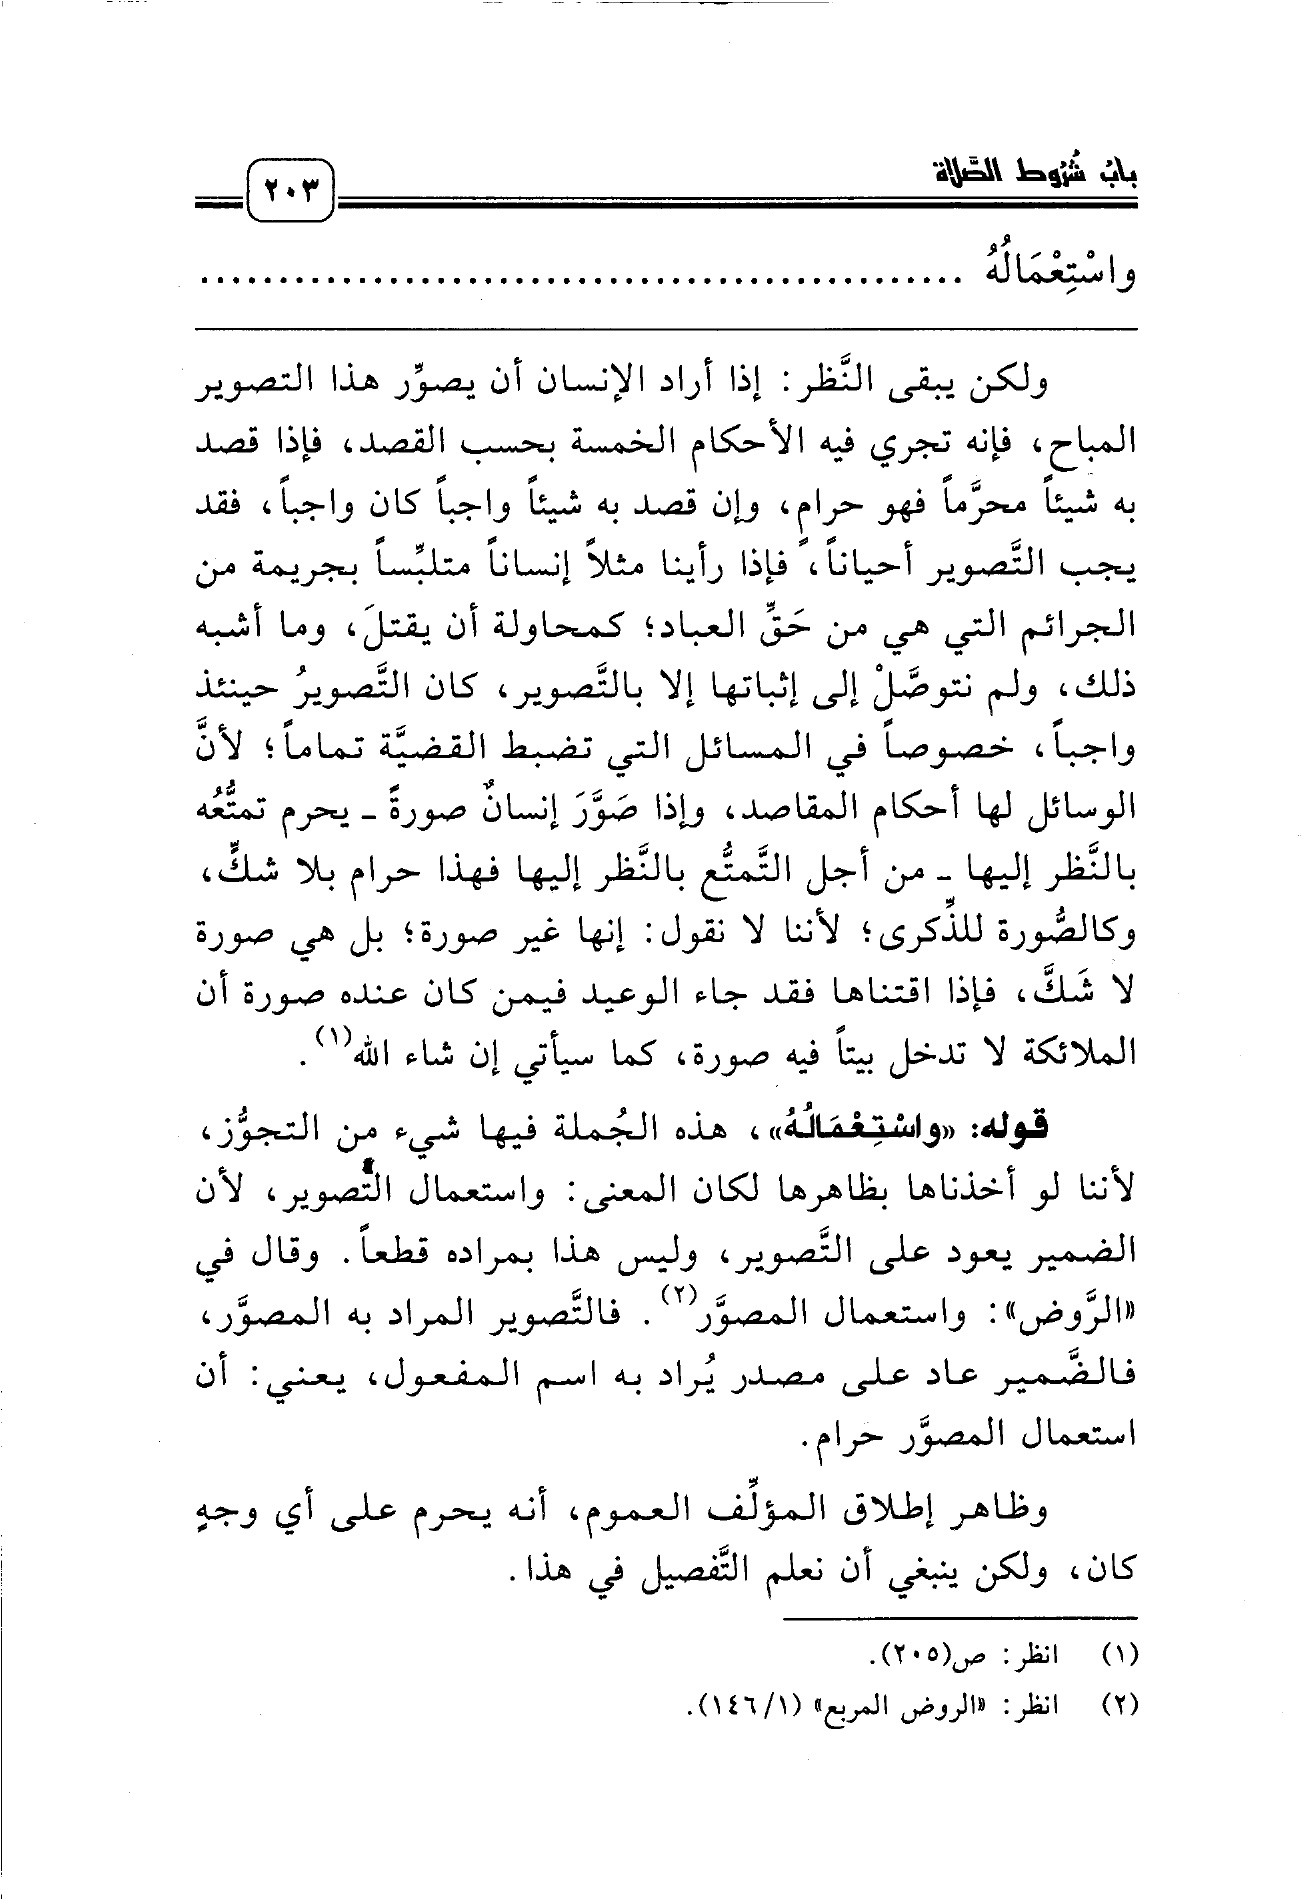 بابُ شُرُوط الصَّلاة
٢٠٣
واسْتِعْمَالُهُ ................................................
ولكن يبقى النَّظر: إذا أراد الإنسان أن يصوِّر هذا التصوير
المباح، فإنه تجري فيه الأحكام الخمسة بحسب القصد، فإذا قصد
به شيئاً محرَّماً فهو حرام، وإن قصد به شيئاً واجباً كان واجباً، فقد
يجب التَّصوير أحياناً، فإذا رأينا مثلاً إنساناً متلبِّساً بجريمة من
الجرائم التي هي من حَقِّ العباد؛ كمحاولة أن يقتلَ، وما أشبه
ذلك، ولم نتوصَّلْ إلى إثباتها إلا بالتَّصوير، كان التَّصويرُ حينئذ
واجباً، خصوصاً في المسائل التي تضبط القضيَّة تماماً؛ لأنَّ
الوسائل لها أحكام المقاصد، وإذا صَوَّرَ إنسانٌ صورةً ـ يحرم تمتُّعُه
بالنَّظر إليها ـ من أجل التَّمتُّع بالنَّظر إليها فهذا حرام بلا شكٍّ،
وكالصُّورة للذِّكرى؛ لأننا لا نقول: إنها غير صورة؛ بل هي صورة
لا شَكَّ، فإذا اقتناها فقد جاء الوعيد فيمن كان عنده صورة أن
الملائكة لا تدخل بيتاً فيه صورة، كما سيأتي إن شاء الله(١).
قوله: «واسْتِعْمَالُهُ»، هذه الجُملة فيها شيء من التجوُّز،
لأننا لو أخذناها بظاهرها لكان المعنى: واستعمال التَّصوير، لأن
الضمير يعود على التَّصوير، وليس هذا بمراده قطعاً. وقال في
«الرَّوض»: واستعمال المصوَّر(٢). فالتَّصوير المراد به المصوَّر،
فالضَّمير عاد على مصدر يُراد به اسم المفعول، يعني: أن
استعمال المصوَّر حرام.
وظاهر إطلاق المؤلِّف العموم، أنه يحرم على أي وجهٍ
كان، ولكن ينبغي أن نعلم التَّفصيل في هذا.
(١) انظر: ص(٢٠٥).
(٢) انظر: «الروض المربع» (١/١٤٦).